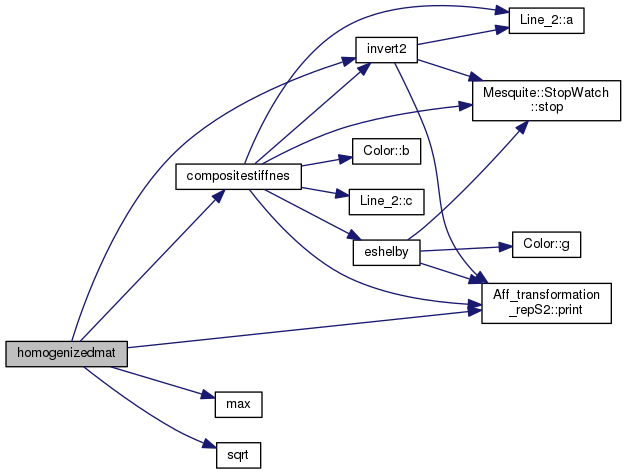 Line_2::a
invert2
Mesquite::StopWatch
::stop
Color::b
compositestiffnes
Line_2::c
Color::g
eshelby
Aff_transformation
_repS2::print
homogenizedmat
max
sqrt